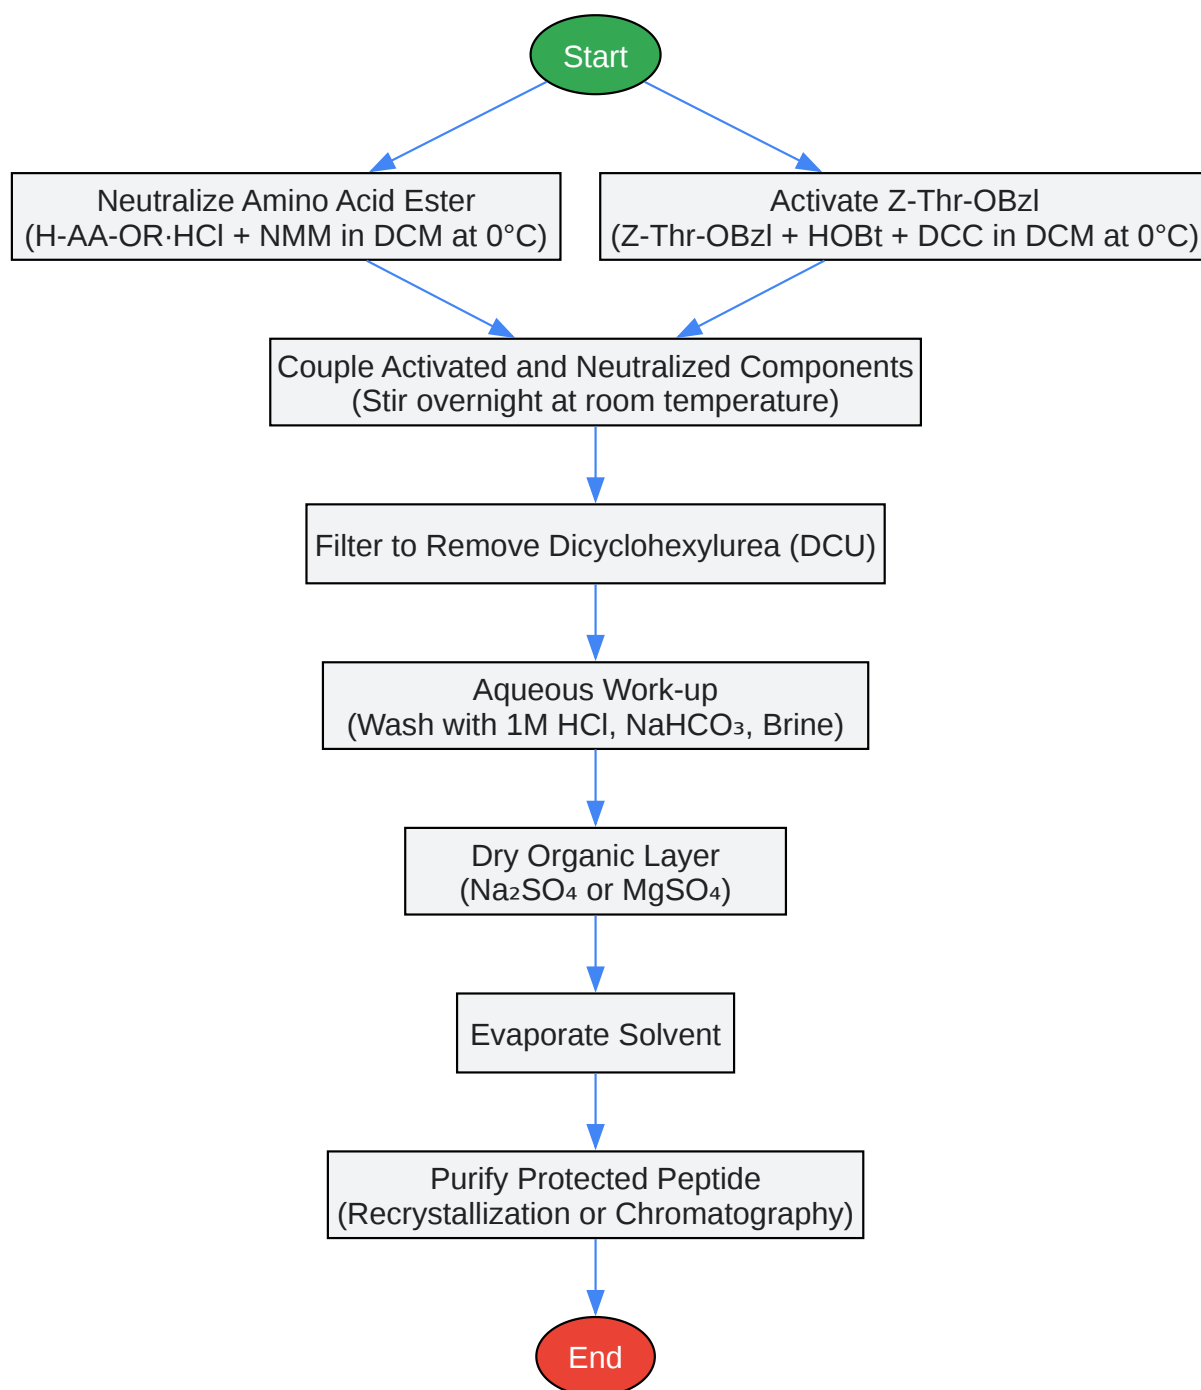 Start
Neutralize Amino Acid Ester
(H-AA-OR·HCl + NMM in DCM at 0°C)
Activate Z-Thr-OBzl
(Z-Thr-OBzl + HOBt + DCC in DCM at 0°C)
Couple Activated and Neutralized Components
(Stir overnight at room temperature)
Filter to Remove Dicyclohexylurea (DCU)
Aqueous Work-up
(Wash with 1M HCl, NaHCO₃, Brine)
Dry Organic Layer
(Na₂SO₄ or MgSO₄)
Evaporate Solvent
Purify Protected Peptide
(Recrystallization or Chromatography)
End